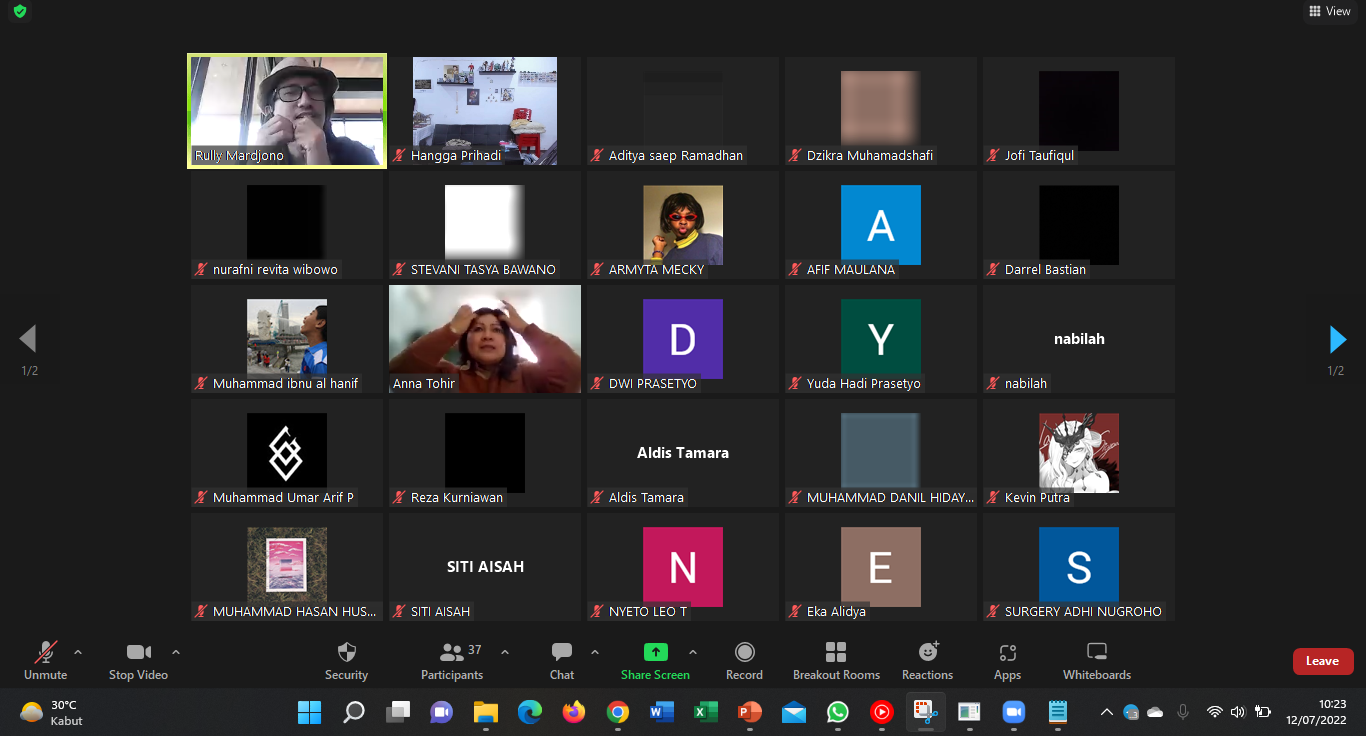 View
Rully Mardjono
Hangga Prihadi
Aditya saep Ramadhan
Dzikra Muhamadshafi
Jofi Taufiqul
nurafni revita wibowo
STEVANI TASYA BAWANO
ARMYTA MECKY
A
AFIF MAULANA
Darrel Bastian
Muhammad ibnu al hanif
Anna Tohir
D
DWI PRASETYO
Y
Yuda Hadi Prasetyo
nabilah
nabilah
1/2
1/2
Muhammad Umar Arif P
Reza Kurniawan
Aldis Tamara
Aldis Tamara
MUHAMMAD DANIL HIDAY...
Kevin Putra
MUHAMMAD HASAN HUS...
SITI AISAH
SITI AISAH
N
NYETO LEO T
E
Eka Alidya
S
SURGERY ADHI NUGROHO
Unmute
Stop Video
Security
37
Participants
Chat
Share Screen
Record
Breakout Rooms
Reactions
Apps
Whiteboards
Leave
30°C
Kabut
10:23
12/07/2022